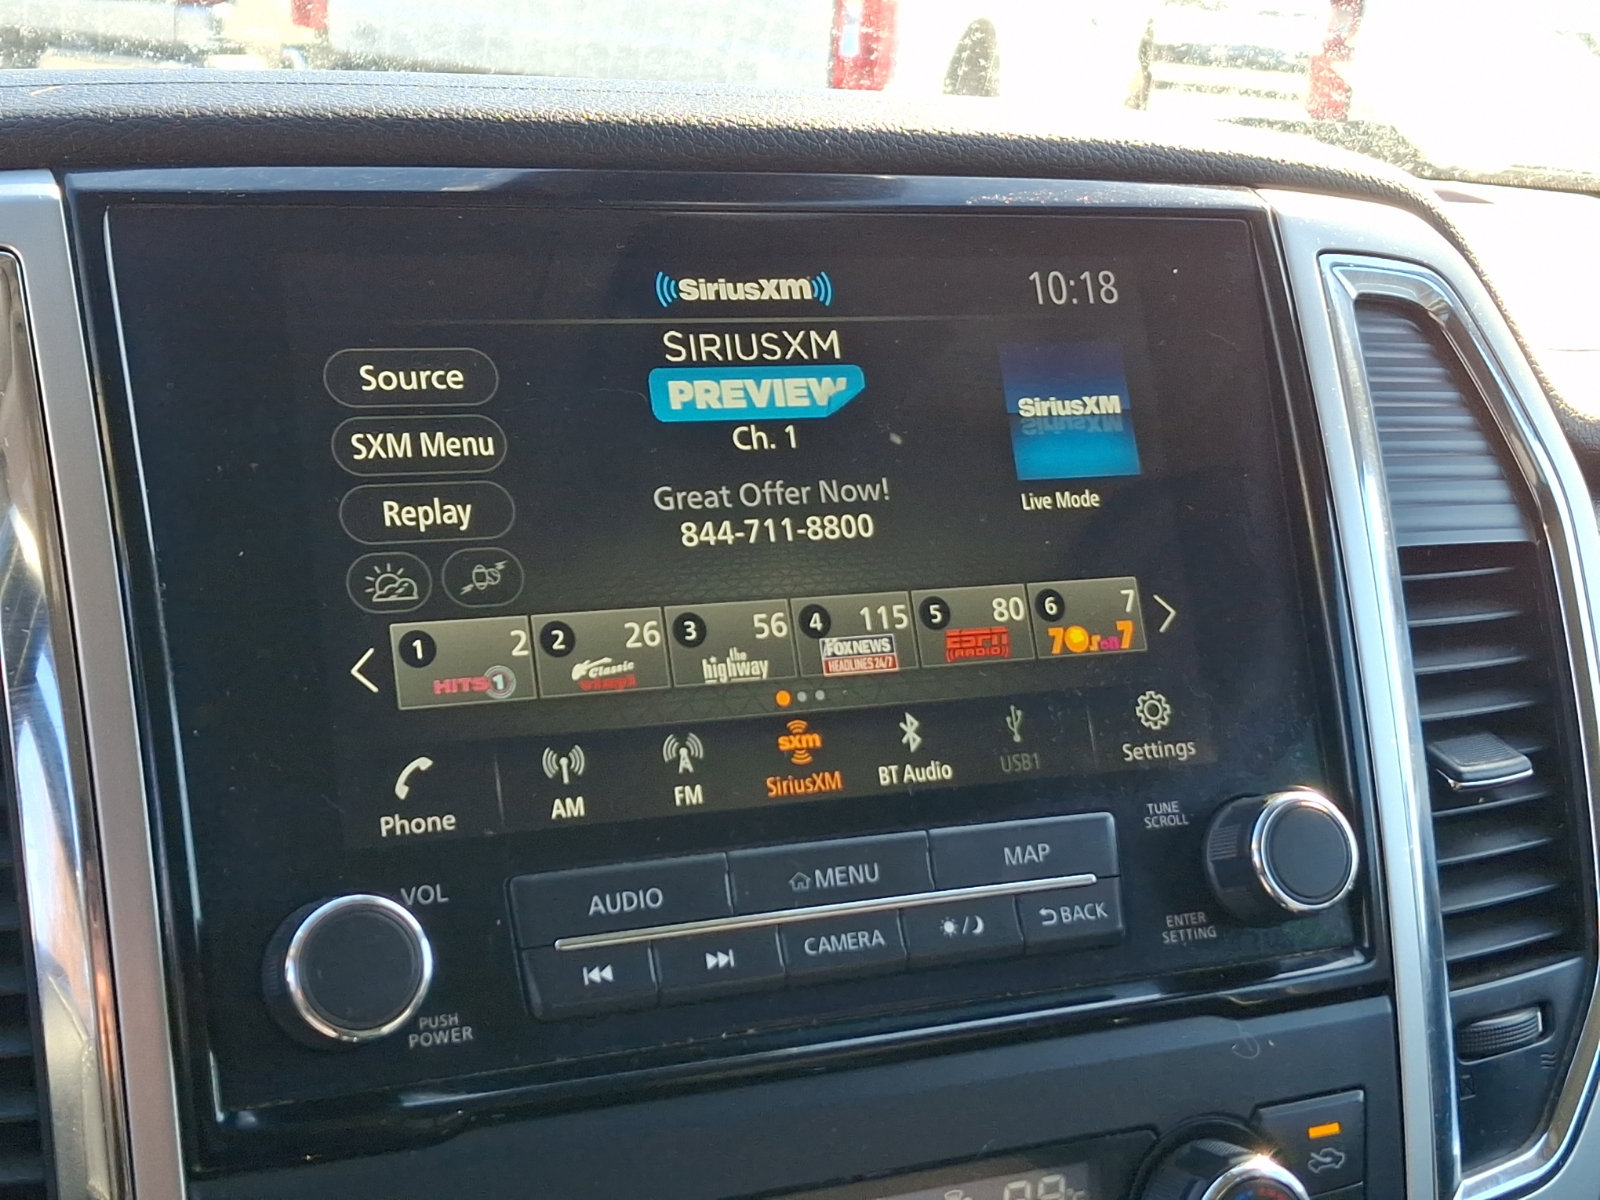 SiriusXM
10:18
SIRIUSXM
PREVIEW
Ch. 1
Great Offer Now!
844-711-8800
SiriusXM
Live Mode
Source
SXM Menu
Replay
1 2 HITS 1
2 26 Classic
3 56 the highway
4 115 FOX NEWS HEADLINES 24/7
5 80 ESPN (RADIO)
6 7 70s on 7
Phone
AM
FM
sxm
SiriusXM
BT Audio
USB1
Settings
VOL
PUSH
POWER
AUDIO
MENU
MAP
CAMERA
BACK
TUNE
SCROLL
ENTER
SETTING